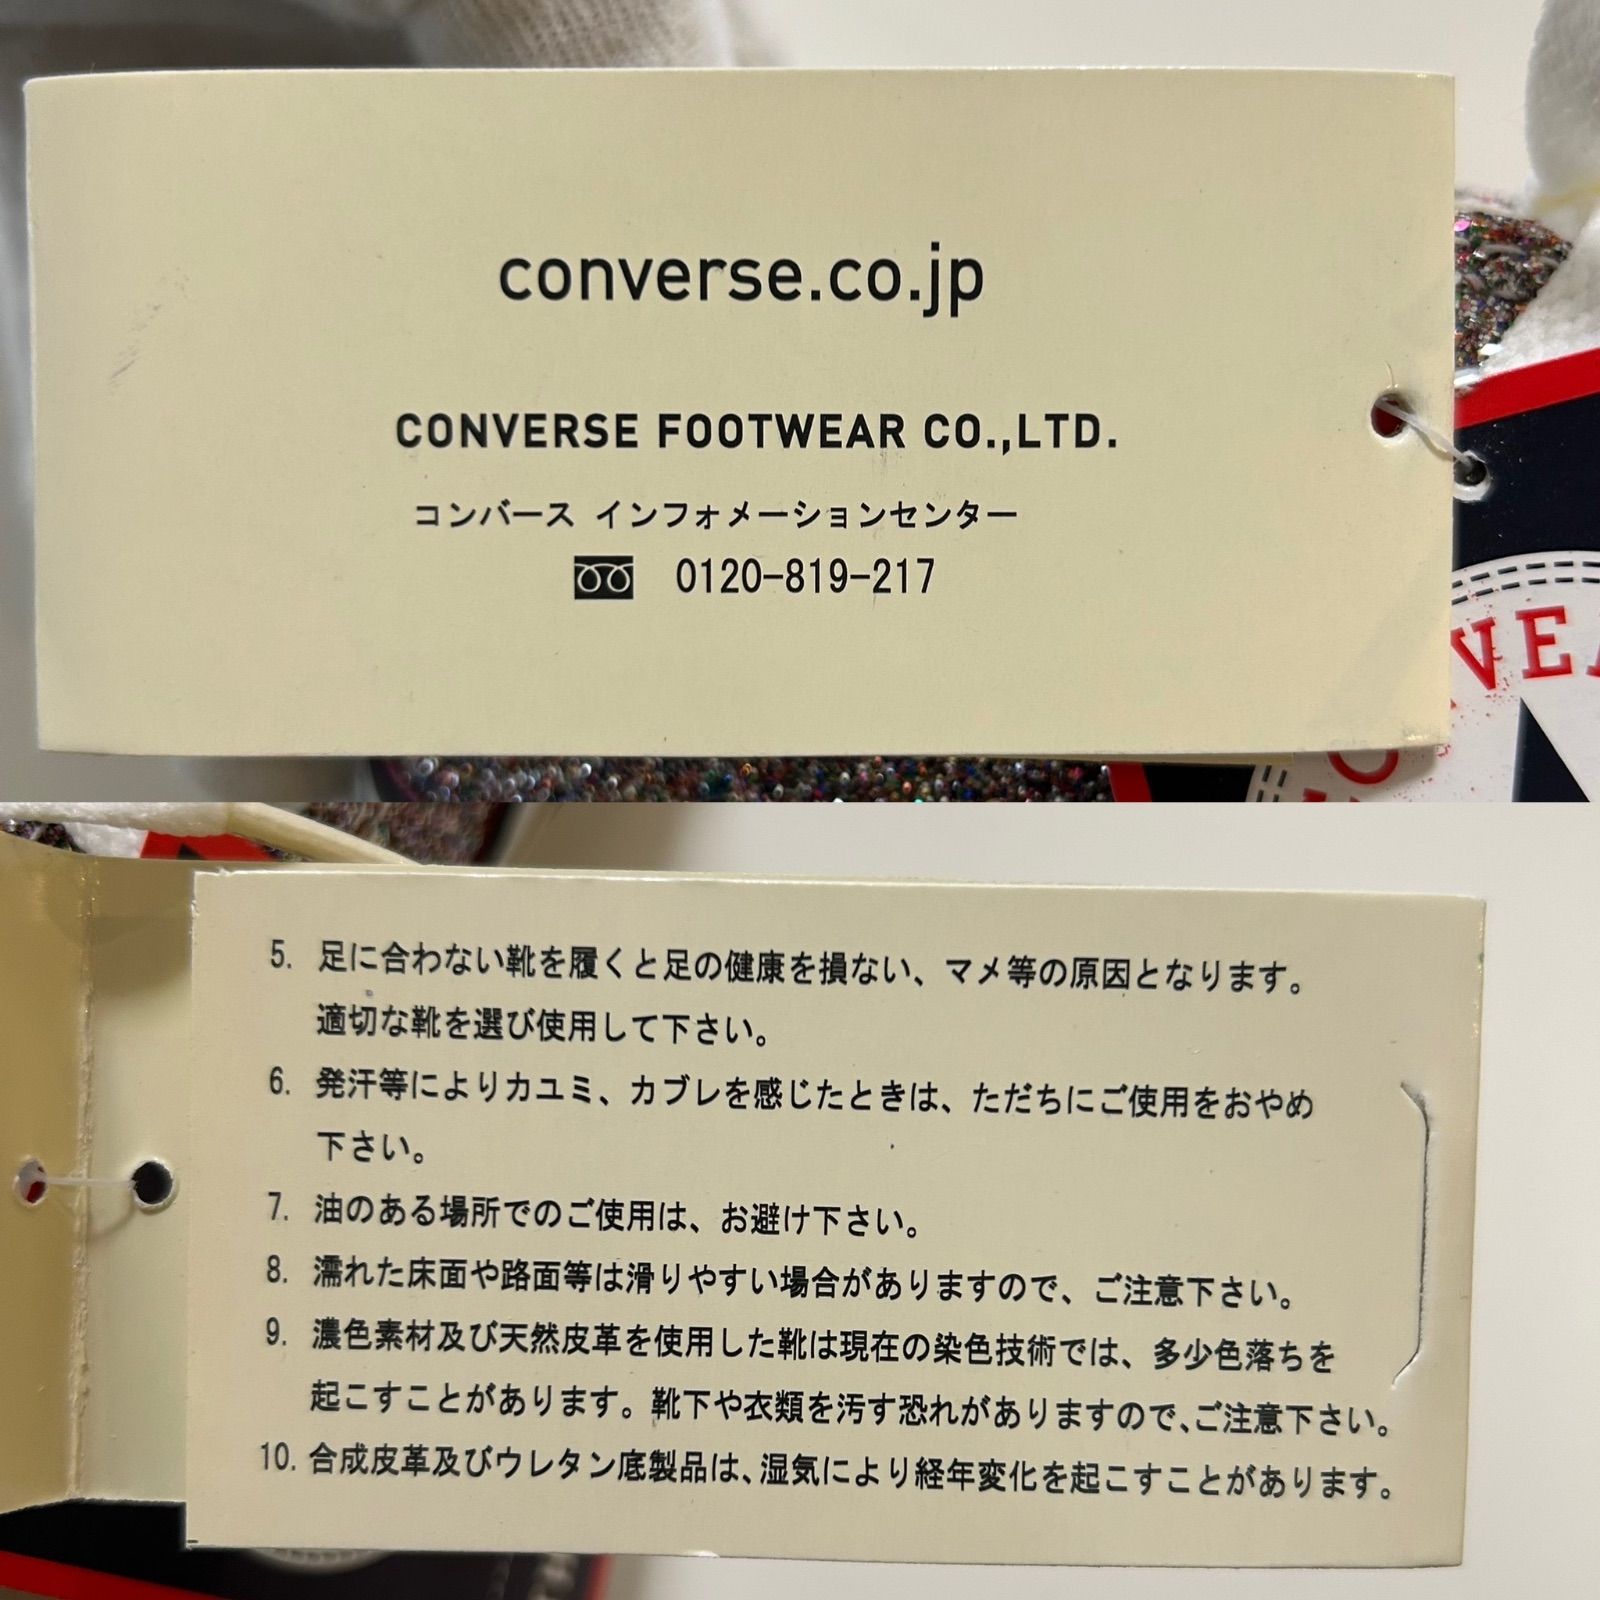 converse.co.jp
CONVERSE FOOTWEAR CO.,LTD.
コンバース インフォメーションセンター
0120-819-217
VE
5. 足に合わない靴を履くと足の健康を損ない、マメ等の原因となります。
適切な靴を選び使用して下さい。
6. 発汗等によりカユミ、カブレを感じたときは、ただちにご使用をおやめ
下さい。
7. 油のある場所でのご使用は、お避け下さい。
8. 濡れた床面や路面等は滑りやすい場合がありますので、ご注意下さい。
9. 濃色素材及び天然皮革を使用した靴は現在の染色技術では、多少色落ちを
起こすことがあります。靴下や衣類を汚す恐れがありますので、ご注意下さい。
10. 合成皮革及びウレタン底製品は、湿気により経年変化を起こすことがあります。